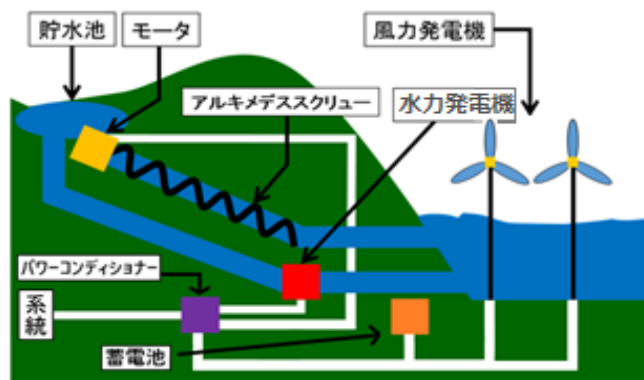 貯水池
モータ
風力発電機
アルキメデススクリュー
水力発電機
パワーコンディショナー
系統
蓄電池